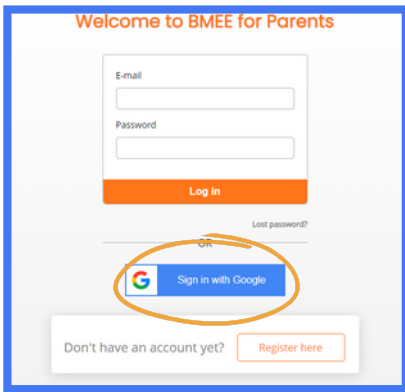 Welcome to BMEE for Parents
E-mail
Password
Log in
Lost password?
OR
Sign in with Google
Don't have an account yet? Register here